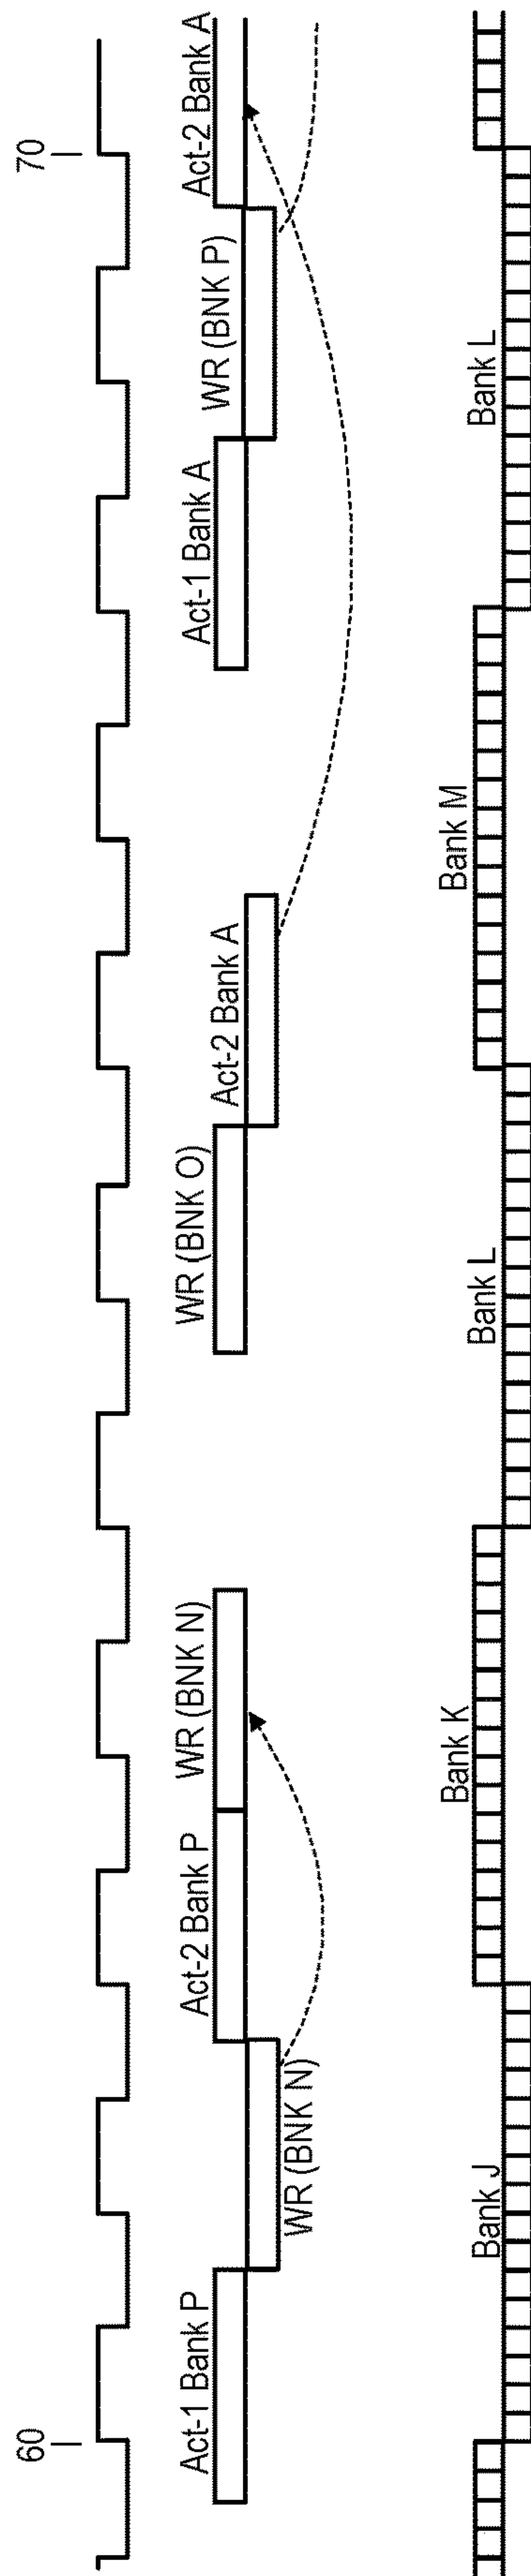 60
70
Act-1 Bank P
WR (BNK N)
Act-2 Bank P
WR (BNK N)
WR (BNK O)
Act-2 Bank A
Act-1 Bank A
WR (BNK P)
Act-2 Bank A
Bank J
Bank K
Bank L
Bank M
Bank L